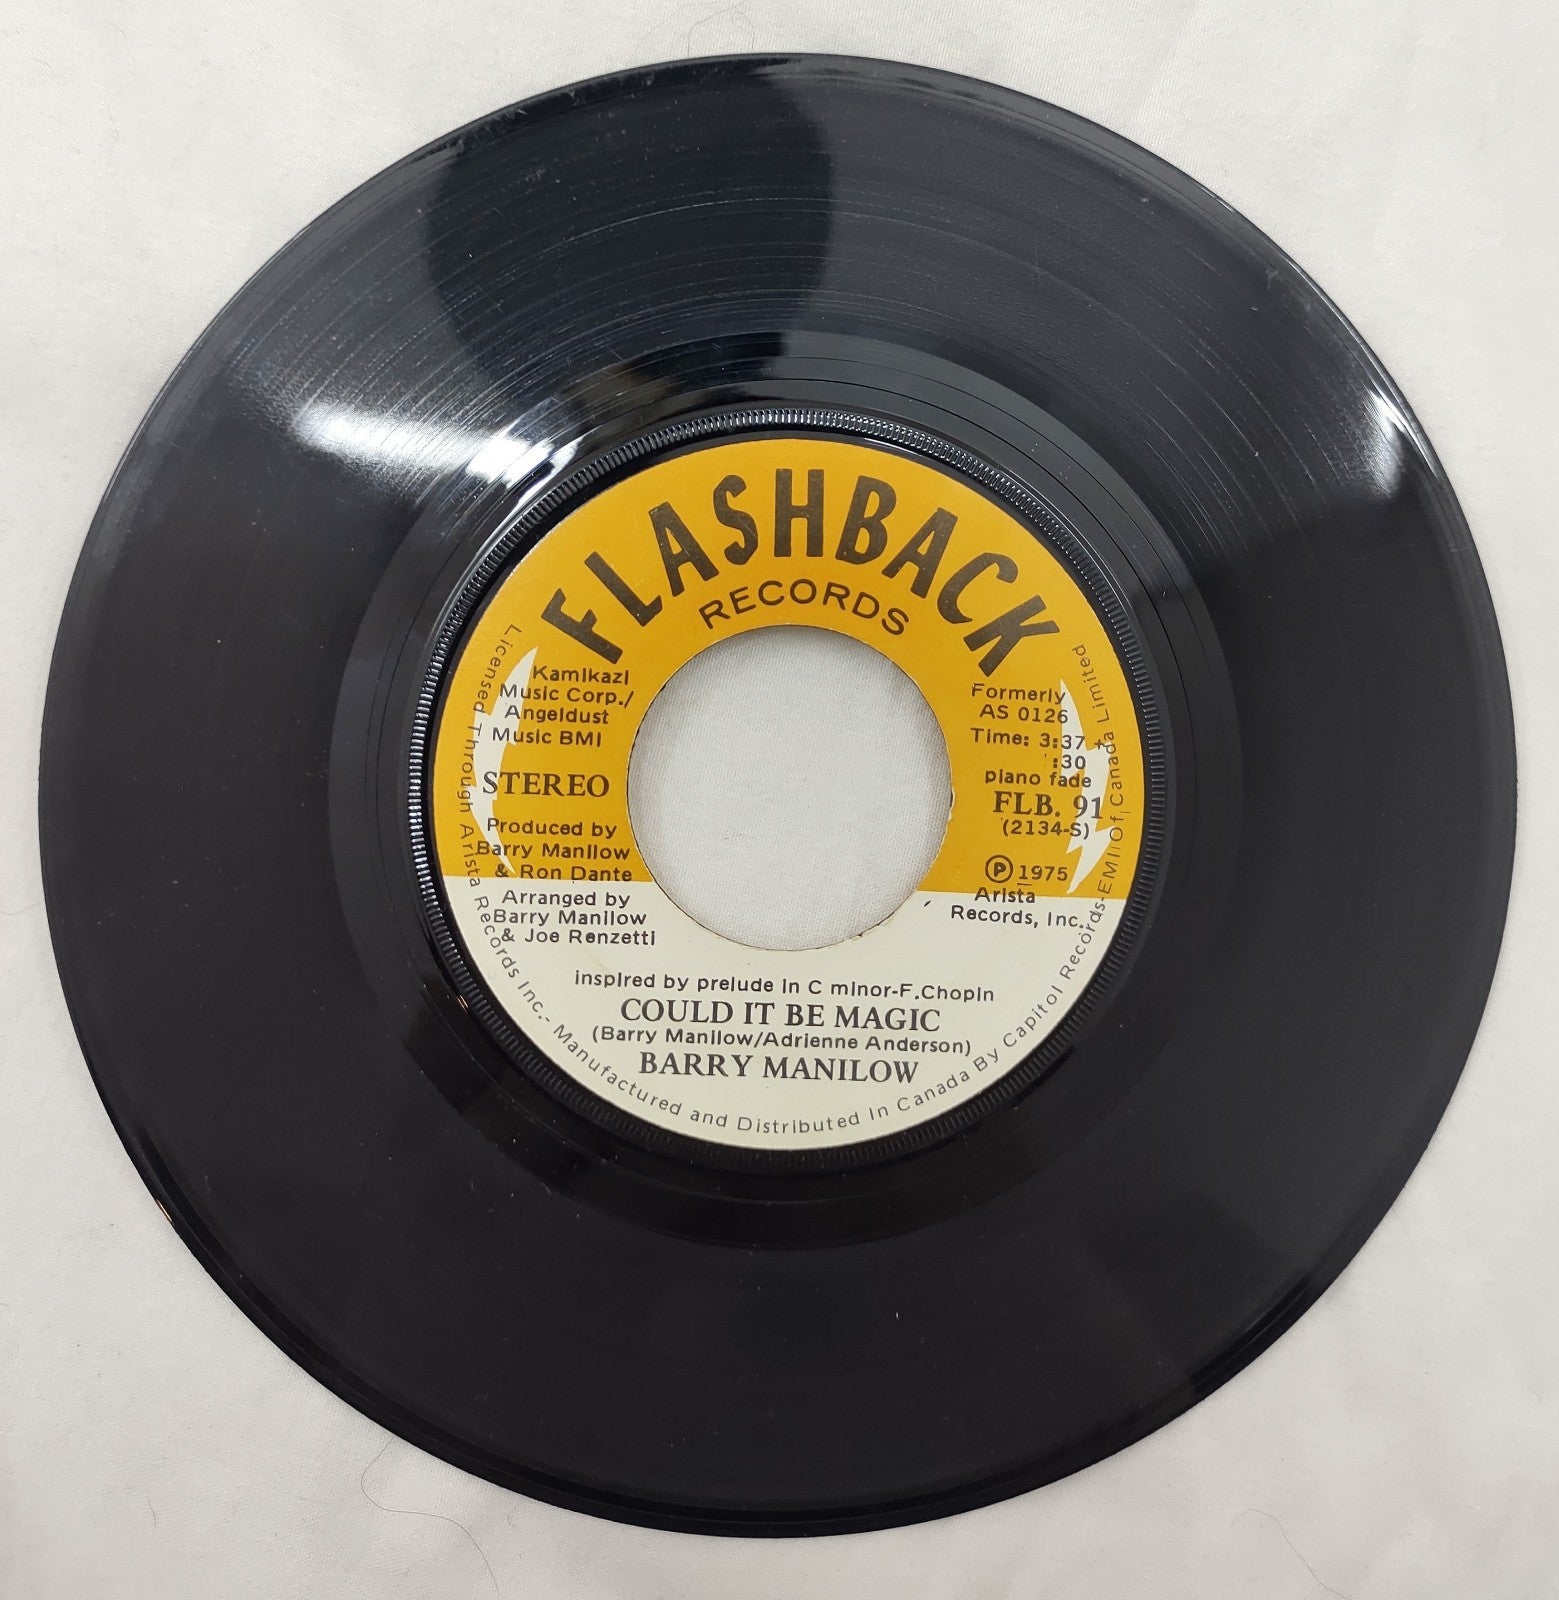 FLASHBACK
RECORDS
Kamikazi
Music Corp./
Angeldust
Music BMI
STEREO
Produced by
Barry Manilow
& Ron Dante
Arranged by
Barry Manilow
& Joe Renzetti
Formerly
AS 0126
Time: 3:37 +
:30
piano fade
FLB. 91
(2134-S)
℗ 1975
Arista
Records, Inc.
inspired by prelude in C minor-F.Chopin
COULD IT BE MAGIC
(Barry Manilow/Adrienne Anderson)
BARRY MANILOW
Licensed Through Arista Records Inc.- Manufactured and Distributed In Canada By Capitol Records-EMI Of Canada Limited